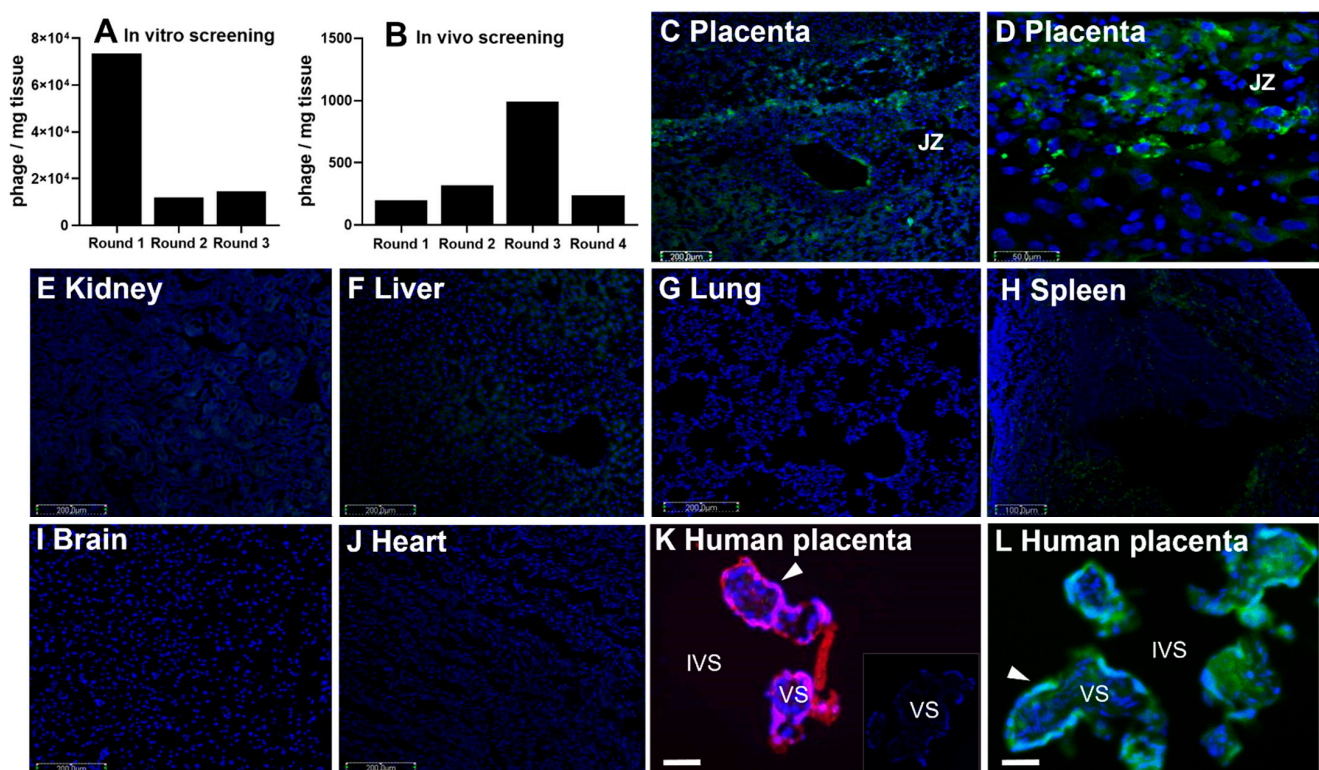 A In vitro screening
phage / mg tissue
8×10⁴
6×10⁴
4×10⁴
2×10⁴
0
Round 1 Round 2 Round 3
B In vivo screening
phage / mg tissue
1500
1000
500
0
Round 1 Round 2 Round 3 Round 4
C Placenta
JZ
200.0µm
D Placenta
JZ
50.0µm
E Kidney
200.0µm
F Liver
200.0µm
G Lung
200.0µm
H Spleen
100.0µm
I Brain
200.0µm
J Heart
200.0µm
K Human placenta
IVS
VS
VS
L Human placenta
IVS
VS